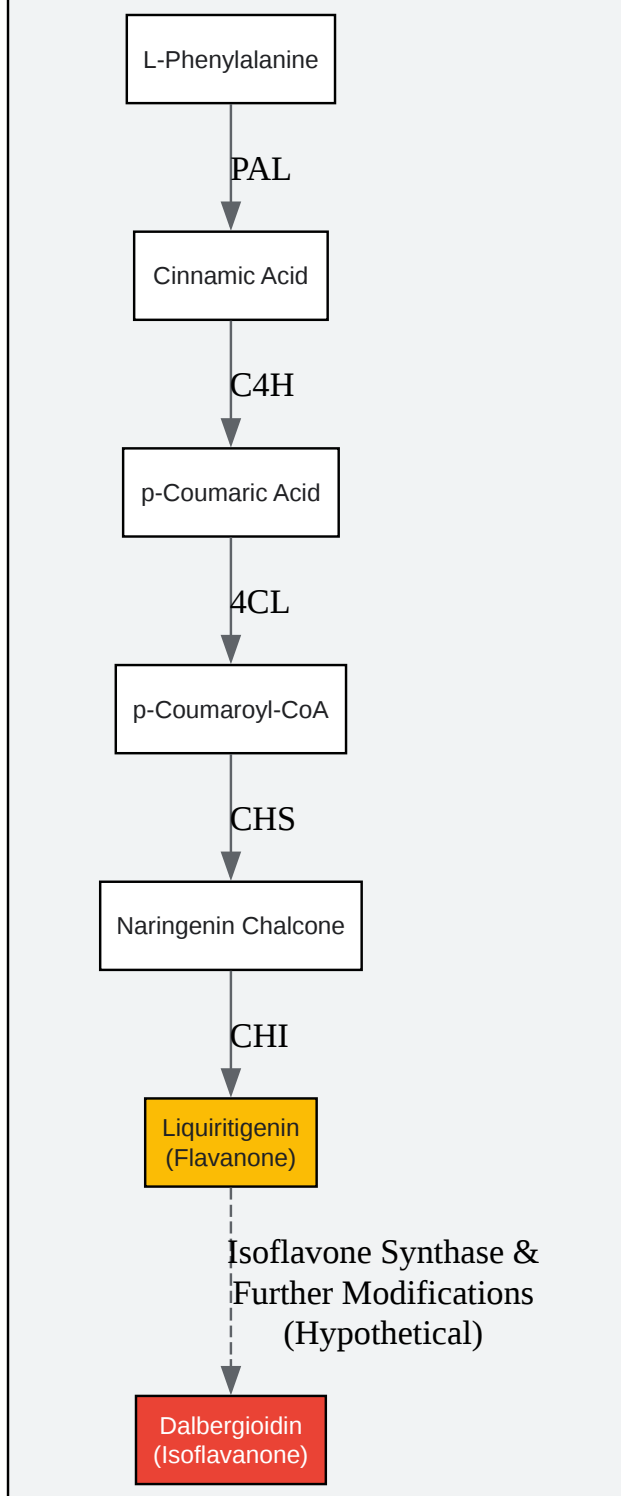 L-Phenylalanine
PAL
Cinnamic Acid
C4H
p-Coumaric Acid
4CL
p-Coumaroyl-CoA
CHS
Naringenin Chalcone
CHI
Liquiritigenin
(Flavanone)
Isoflavone Synthase &
Further Modifications
(Hypothetical)
Dalbergioidin
(Isoflavanone)